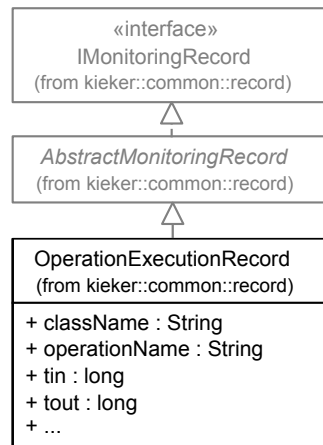 «interface»
IMonitoringRecord
(from kieker::common::record)
AbstractMonitoringRecord
(from kieker::common::record)
OperationExecutionRecord
(from kieker::common::record)
+ className : String
+ operationName : String
+ tin : long
+ tout : long
+ ...